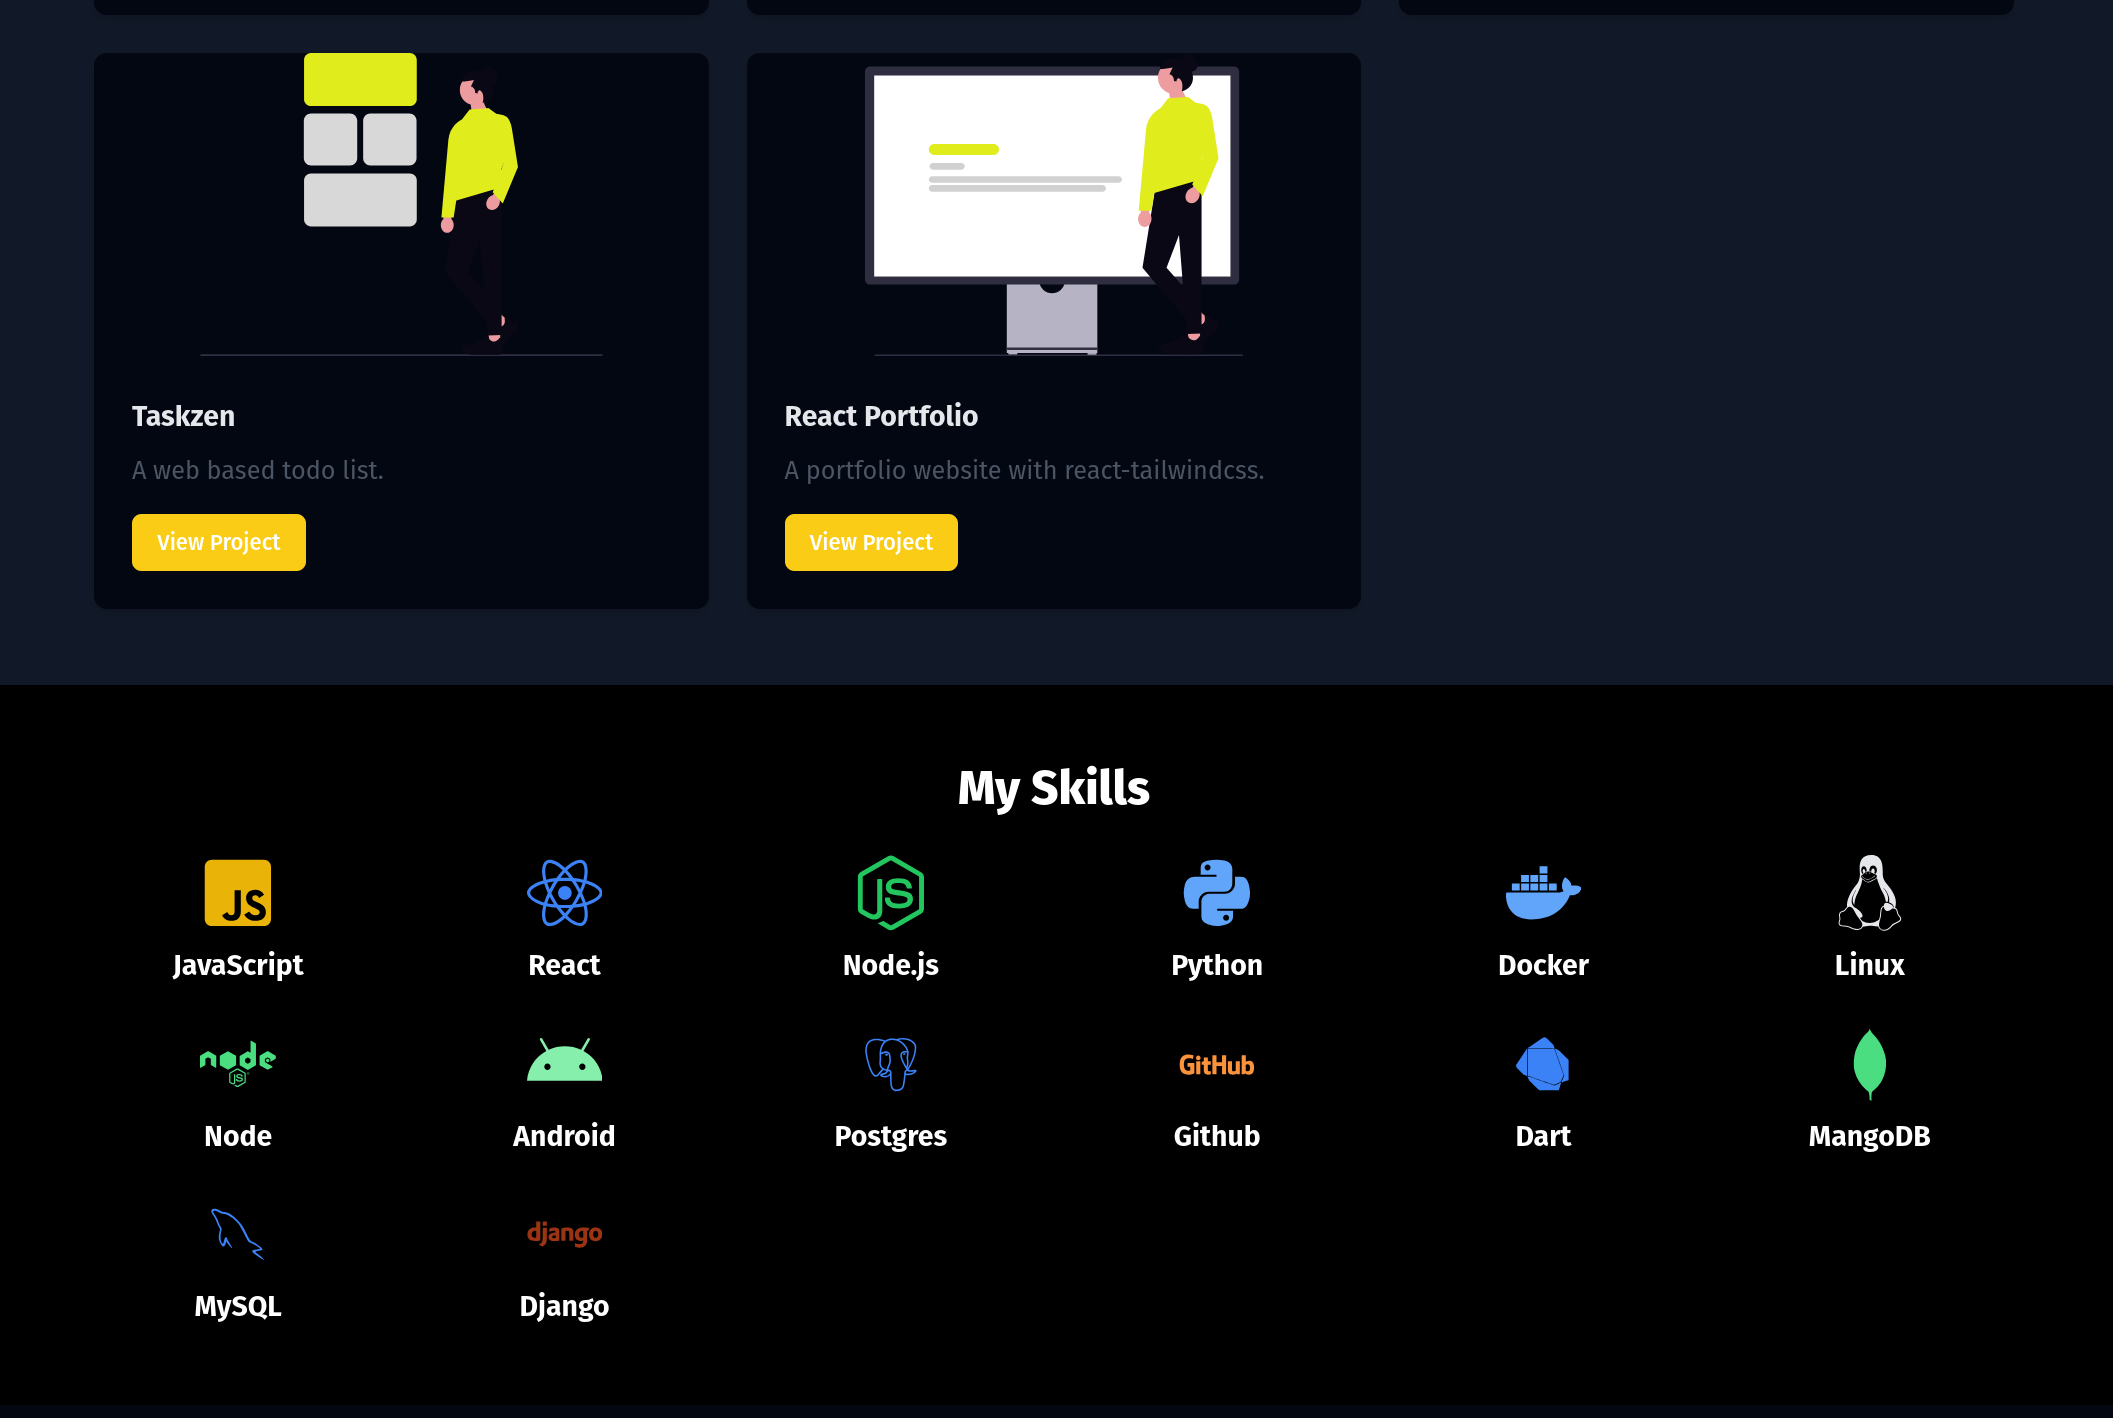 Taskzen
A web based todo list.
View Project
React Portfolio
A portfolio website with react-tailwindcss.
View Project
My Skills
JS
JavaScript
React
JS
Node.js
Python
Docker
Linux
node
JS
Node
Android
Postgres
GitHub
Github
Dart
MangoDB
MySQL
django
Django